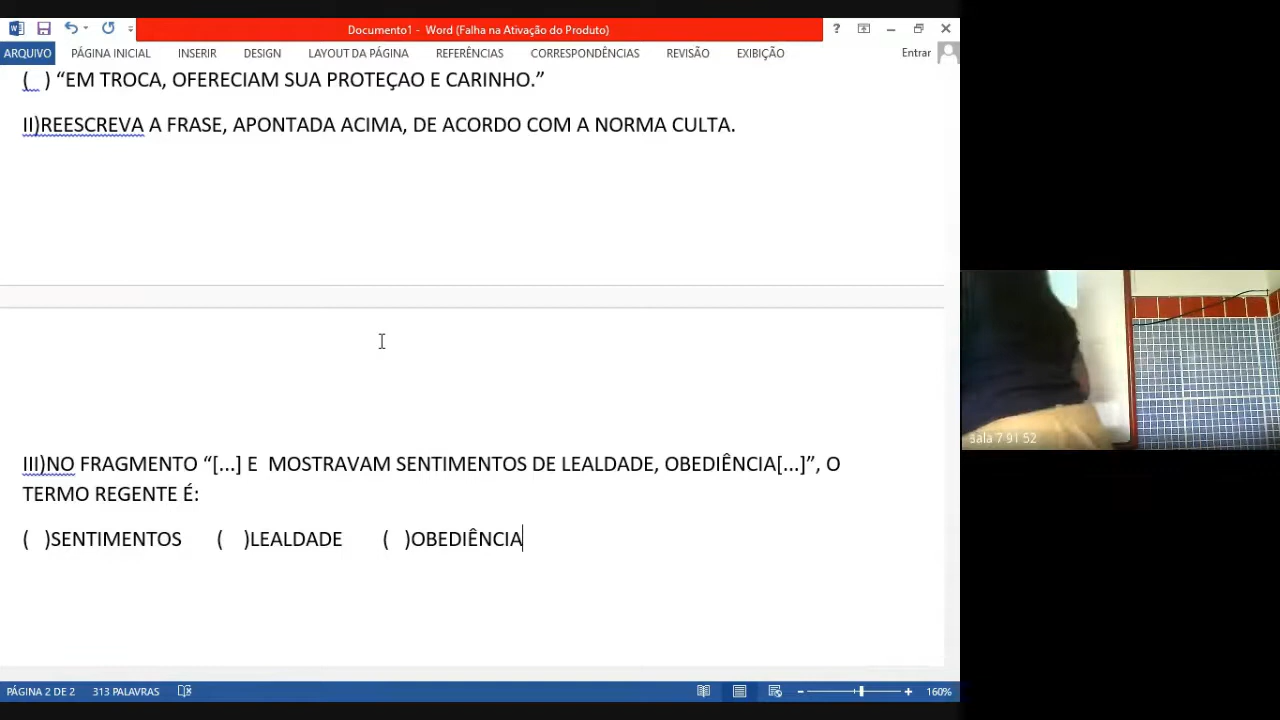 Documento1 - Word (Falha na Ativação do Produto)
?
ARQUIVO PÁGINA INICIAL INSERIR DESIGN LAYOUT DA PÁGINA REFERÊNCIAS CORRESPONDÊNCIAS REVISÃO EXIBIÇÃO Entrar
( ) “EM TROCA, OFERECIAM SUA PROTEÇAO E CARINHO.”
II)REESCREVA A FRASE, APONTADA ACIMA, DE ACORDO COM A NORMA CULTA.
III)NO FRAGMENTO “[...] E MOSTRAVAM SENTIMENTOS DE LEALDADE, OBEDIÊNCIA[...]”, O
TERMO REGENTE É:
( )SENTIMENTOS ( )LEALDADE ( )OBEDIÊNCIA
sala 7 91 52
PÁGINA 2 DE 2 313 PALAVRAS 160%